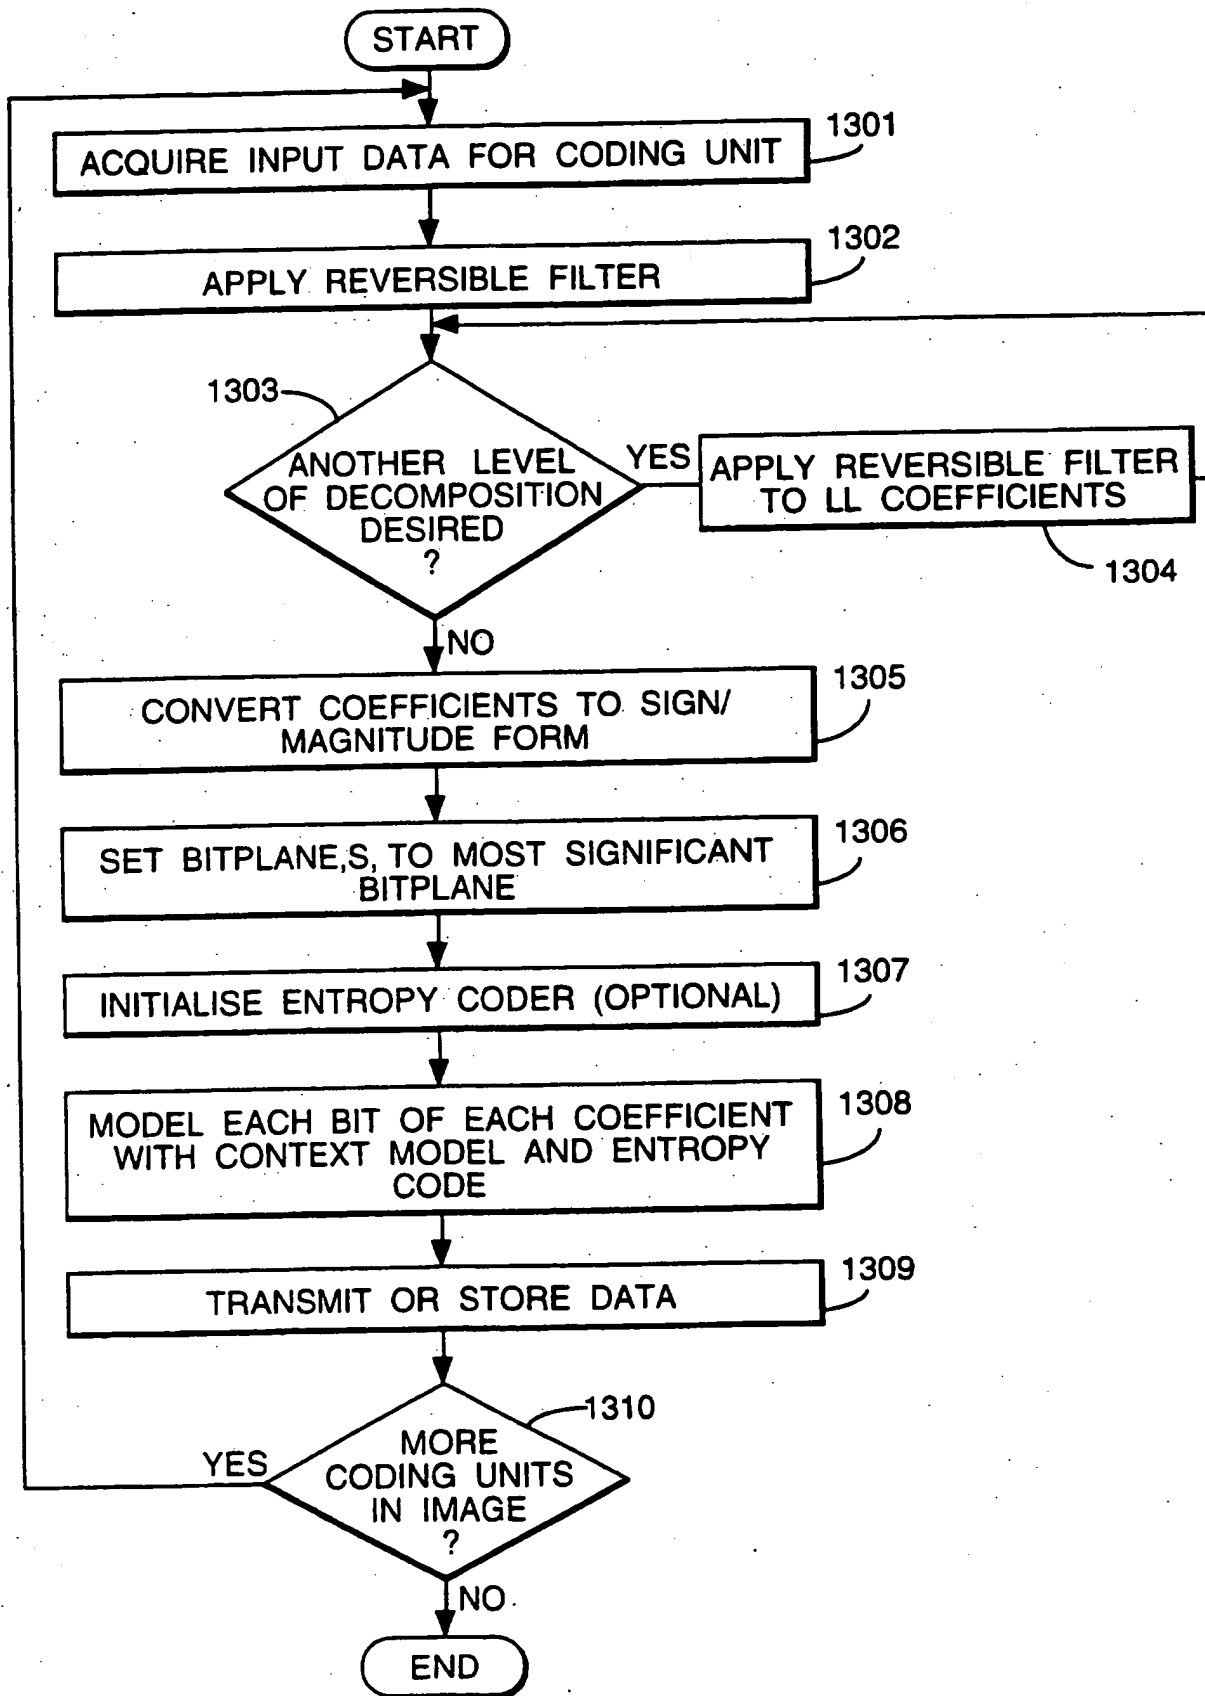 START
1301
ACQUIRE INPUT DATA FOR CODING UNIT
1302
APPLY REVERSIBLE FILTER
1303
ANOTHER LEVEL
OF DECOMPOSITION
DESIRED
?
YES
APPLY REVERSIBLE FILTER
TO LL COEFFICIENTS
1304
NO
1305
CONVERT COEFFICIENTS TO SIGN/
MAGNITUDE FORM
1306
SET BITPLANE,S, TO MOST SIGNIFICANT
BITPLANE
1307
INITIALISE ENTROPY CODER (OPTIONAL)
1308
MODEL EACH BIT OF EACH COEFFICIENT
WITH CONTEXT MODEL AND ENTROPY
CODE
1309
TRANSMIT OR STORE DATA
1310
YES
MORE
CODING UNITS
IN IMAGE
?
NO
END